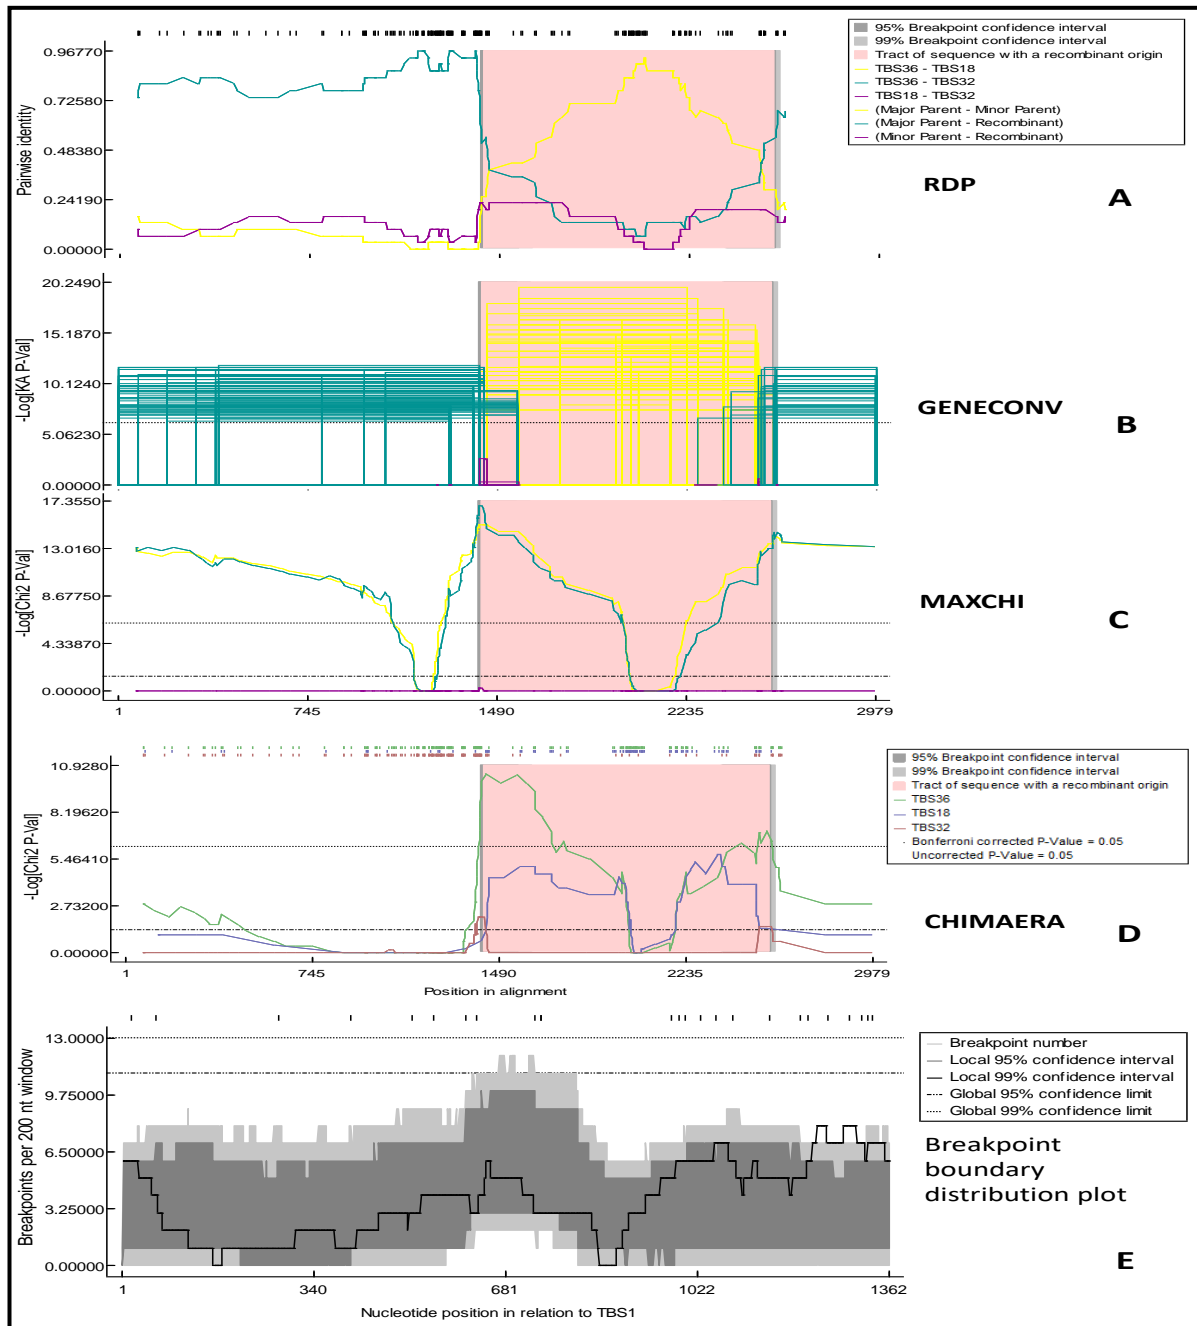 95% Breakpoint confidence interval
99% Breakpoint confidence interval
Tract of sequence with a recombinant origin
TBS36 - TBS18
TBS36 - TBS32
TBS18 - TBS32
(Major Parent - Minor Parent)
(Major Parent - Recombinant)
(Minor Parent - Recombinant)
0.96770
0.72580
0.48380
0.24190
0.00000
Pairwise identity
RDP
A
20.2490
15.1870
10.1240
5.06230
0.00000
-Log[KA P-Val]
GENECONV
B
17.3550
13.0160
8.67750
4.33870
0.00000
-Log[Chi2 P-Val]
MAXCHI
C
1
745
1490
2235
2979
10.9280
8.19620
5.46410
2.73200
0.00000
-Log[Chi2 P-Val]
95% Breakpoint confidence interval
99% Breakpoint confidence interval
Tract of sequence with a recombinant origin
TBS36
TBS18
TBS32
Bonferroni corrected P-Value = 0.05
Uncorrected P-Value = 0.05
CHIMAERA
D
1
745
1490
2235
2979
Position in alignment
13.0000
9.75000
6.50000
3.25000
0.00000
Breakpoints per 200 nt window
Breakpoint number
Local 95% confidence interval
Local 99% confidence interval
Global 95% confidence limit
Global 99% confidence limit
Breakpoint
boundary
distribution plot
E
1
340
681
1022
1362
Nucleotide position in relation to TBS1